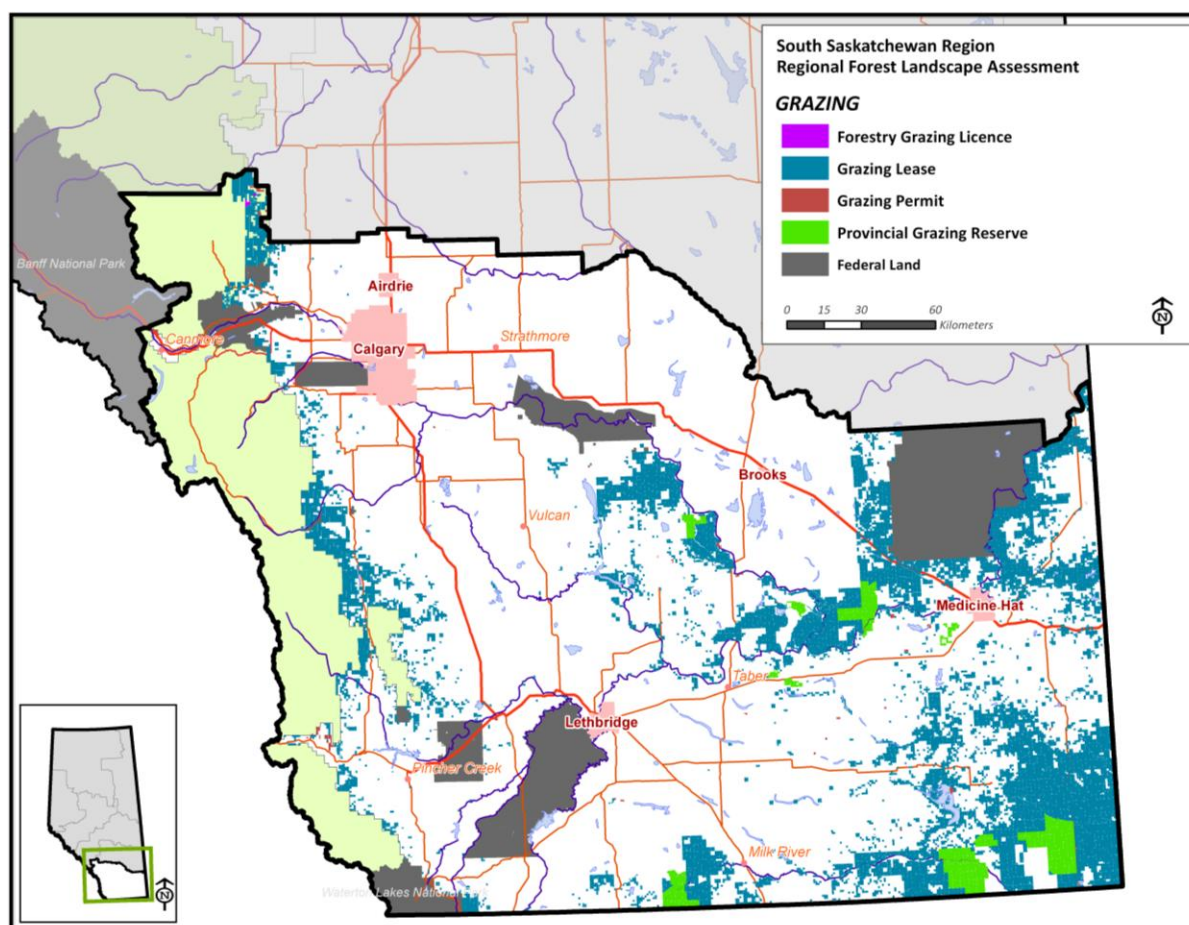 South Saskatchewan Region
Regional Forest Landscape Assessment
GRAZING
Forestry Grazing Licence
Grazing Lease
Grazing Permit
Provincial Grazing Reserve
Federal Land
0 15 30 60
Kilometers
N
Banff National Park
Airdrie
Canmore
Calgary
Strathmore
Brooks
Vulcan
Medicine Hat
Taber
Lethbridge
Pincher Creek
Milk River
Waterton Lakes National Park
N